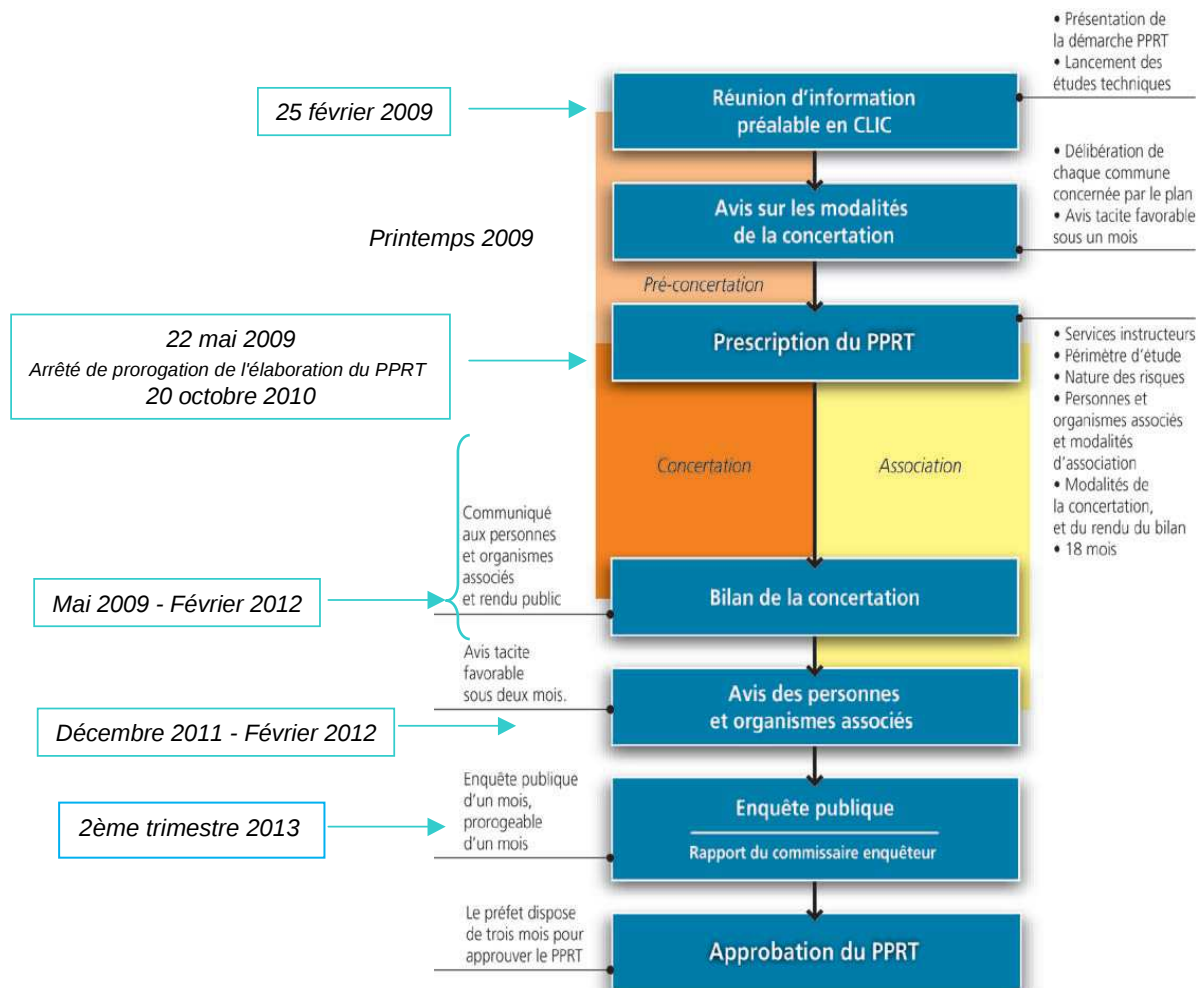 • Présentation de
la démarche PPRT
• Lancement des
études techniques
25 février 2009
Réunion d'information
préalable en CLIC
• Délibération de
chaque commune
concernée par le plan
• Avis tacite favorable
sous un mois
Printemps 2009
Avis sur les modalités
de la concertation
Pré-concertation
22 mai 2009
Arrêté de prorogation de l'élaboration du PPRT
20 octobre 2010
Prescription du PPRT
• Services instructeurs
• Périmètre d'étude
• Nature des risques
• Personnes et
organismes associés
et modalités
d'association
• Modalités de
la concertation,
et du rendu du bilan
• 18 mois
Concertation
Association
Communiqué
aux personnes
et organismes
associés
et rendu public
Mai 2009 - Février 2012
Bilan de la concertation
Avis tacite
favorable
sous deux mois.
Avis des personnes
et organismes associés
Décembre 2011 - Février 2012
Enquête publique
d'un mois,
prorogeable
d'un mois
2ème trimestre 2013
Enquête publique
Rapport du commissaire enquêteur
Le préfet dispose
de trois mois pour
approuver le PPRT
Approbation du PPRT